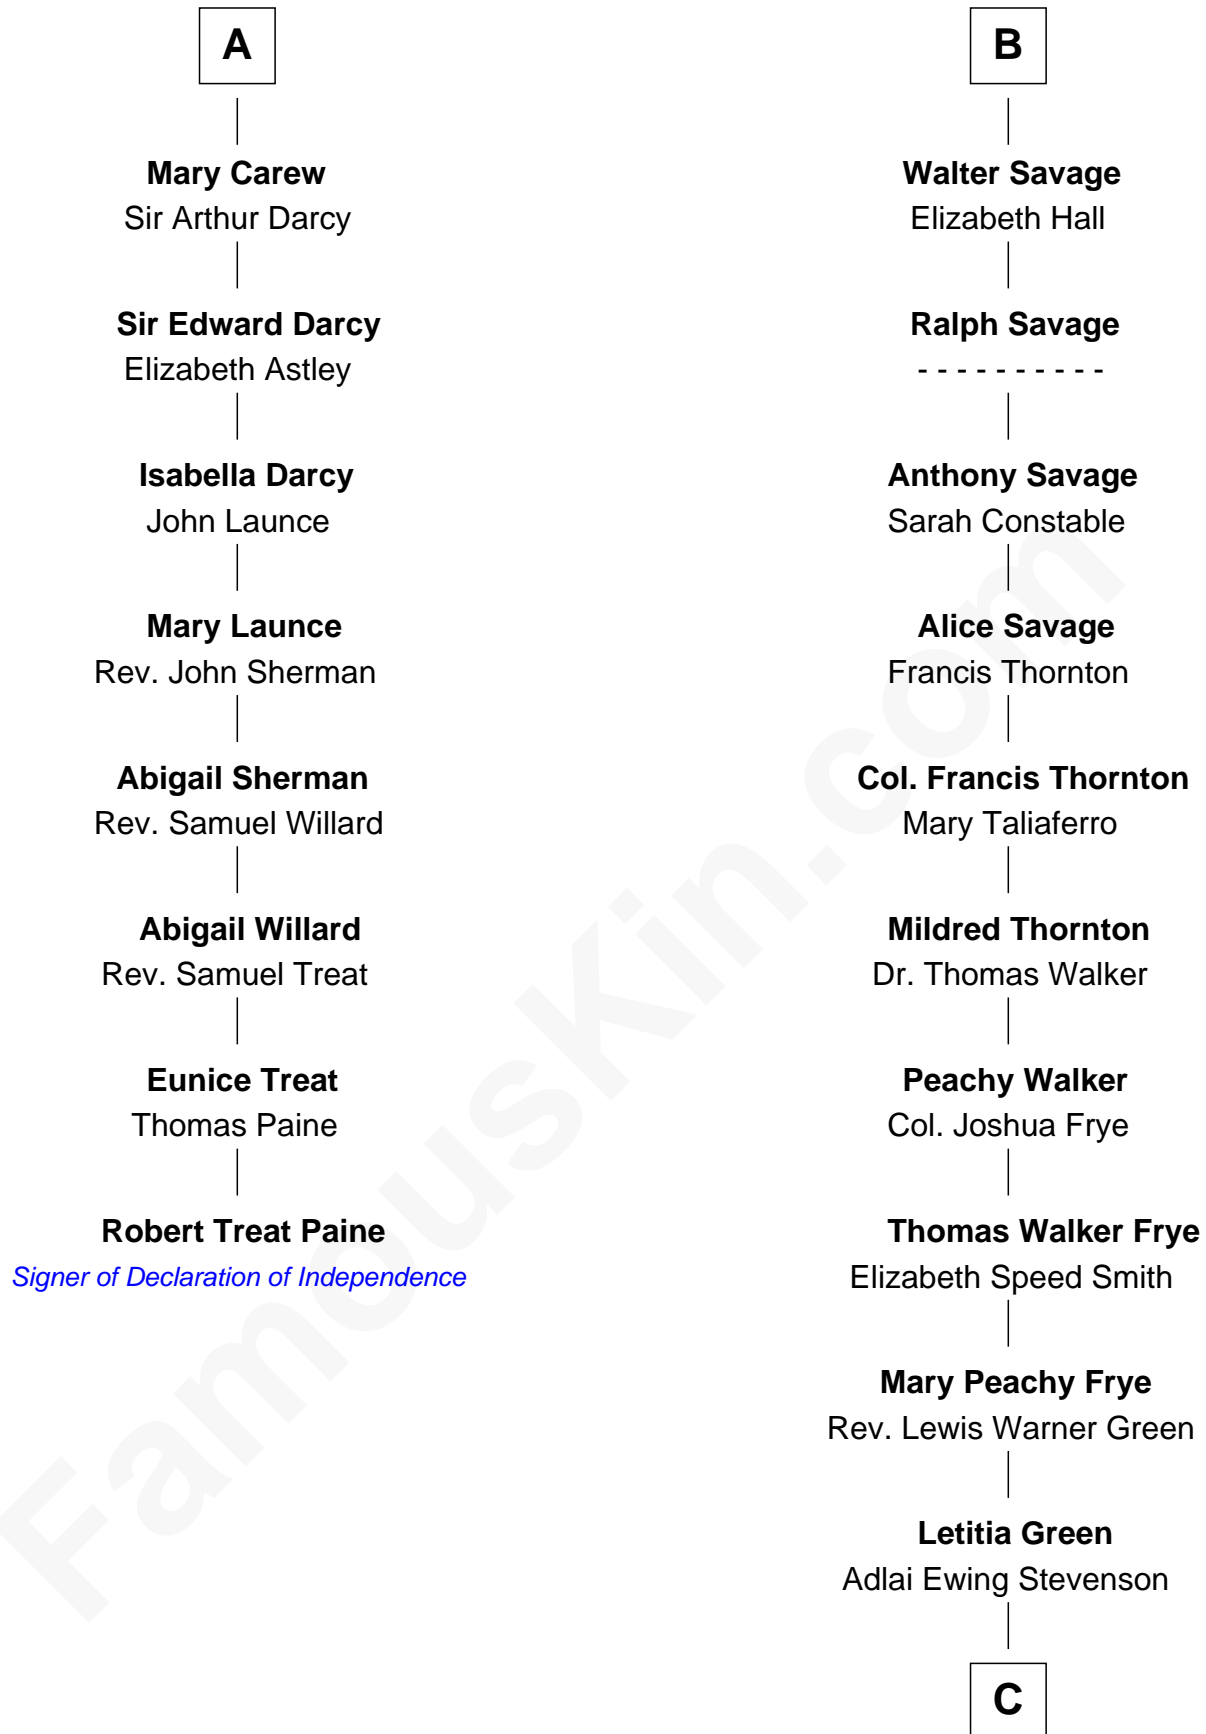 A
Mary Carew
Sir Arthur Darcy
Sir Edward Darcy
Elizabeth Astley
Isabella Darcy
John Launce
Mary Launce
Rev. John Sherman
Abigail Sherman
Rev. Samuel Willard
Abigail Willard
Rev. Samuel Treat
Eunice Treat
Thomas Paine
Robert Treat Paine
Signer of Declaration of Independence
B
Walter Savage
Elizabeth Hall
Ralph Savage
- - - - - - - - - -
Anthony Savage
Sarah Constable
Alice Savage
Francis Thornton
Col. Francis Thornton
Mary Taliaferro
Mildred Thornton
Dr. Thomas Walker
Peachy Walker
Col. Joshua Frye
Thomas Walker Frye
Elizabeth Speed Smith
Mary Peachy Frye
Rev. Lewis Warner Green
Letitia Green
Adlai Ewing Stevenson
C
FamousKin.com